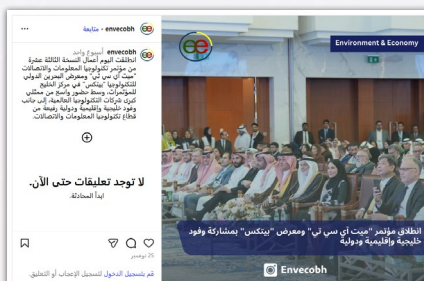 envecobh • متابعة
envecobh أسبوع واحد
انطلقت اليوم أعمال النسخة الثالثة عشرة
من مؤتمر تكنولوجيا المعلومات والاتصالات
"ميت آي سي تي" ومعرض البحرين الدولي
للتكنولوجيا "بيتكس" في مركز الخليج
للمؤتمرات، وسط حضور واسع من ممثلي
كبرى شركات التكنولوجيا العالمية، إلى جانب
وفود خليجية وإقليمية ودولية رفيعة من
قطاع تكنولوجيا المعلومات والاتصالات.
لا توجد تعليقات حتى الآن.
ابدأ المحادثة.
25 نوفمبر
قم بتسجيل الدخول لتسجيل الإعجاب أو التعليق.
Environment & Economy
انطلاق مؤتمر "ميت آي سي تي" ومعرض "بيتكس" بمشاركة وفود
خليجية وإقليمية ودولية
Envecobh